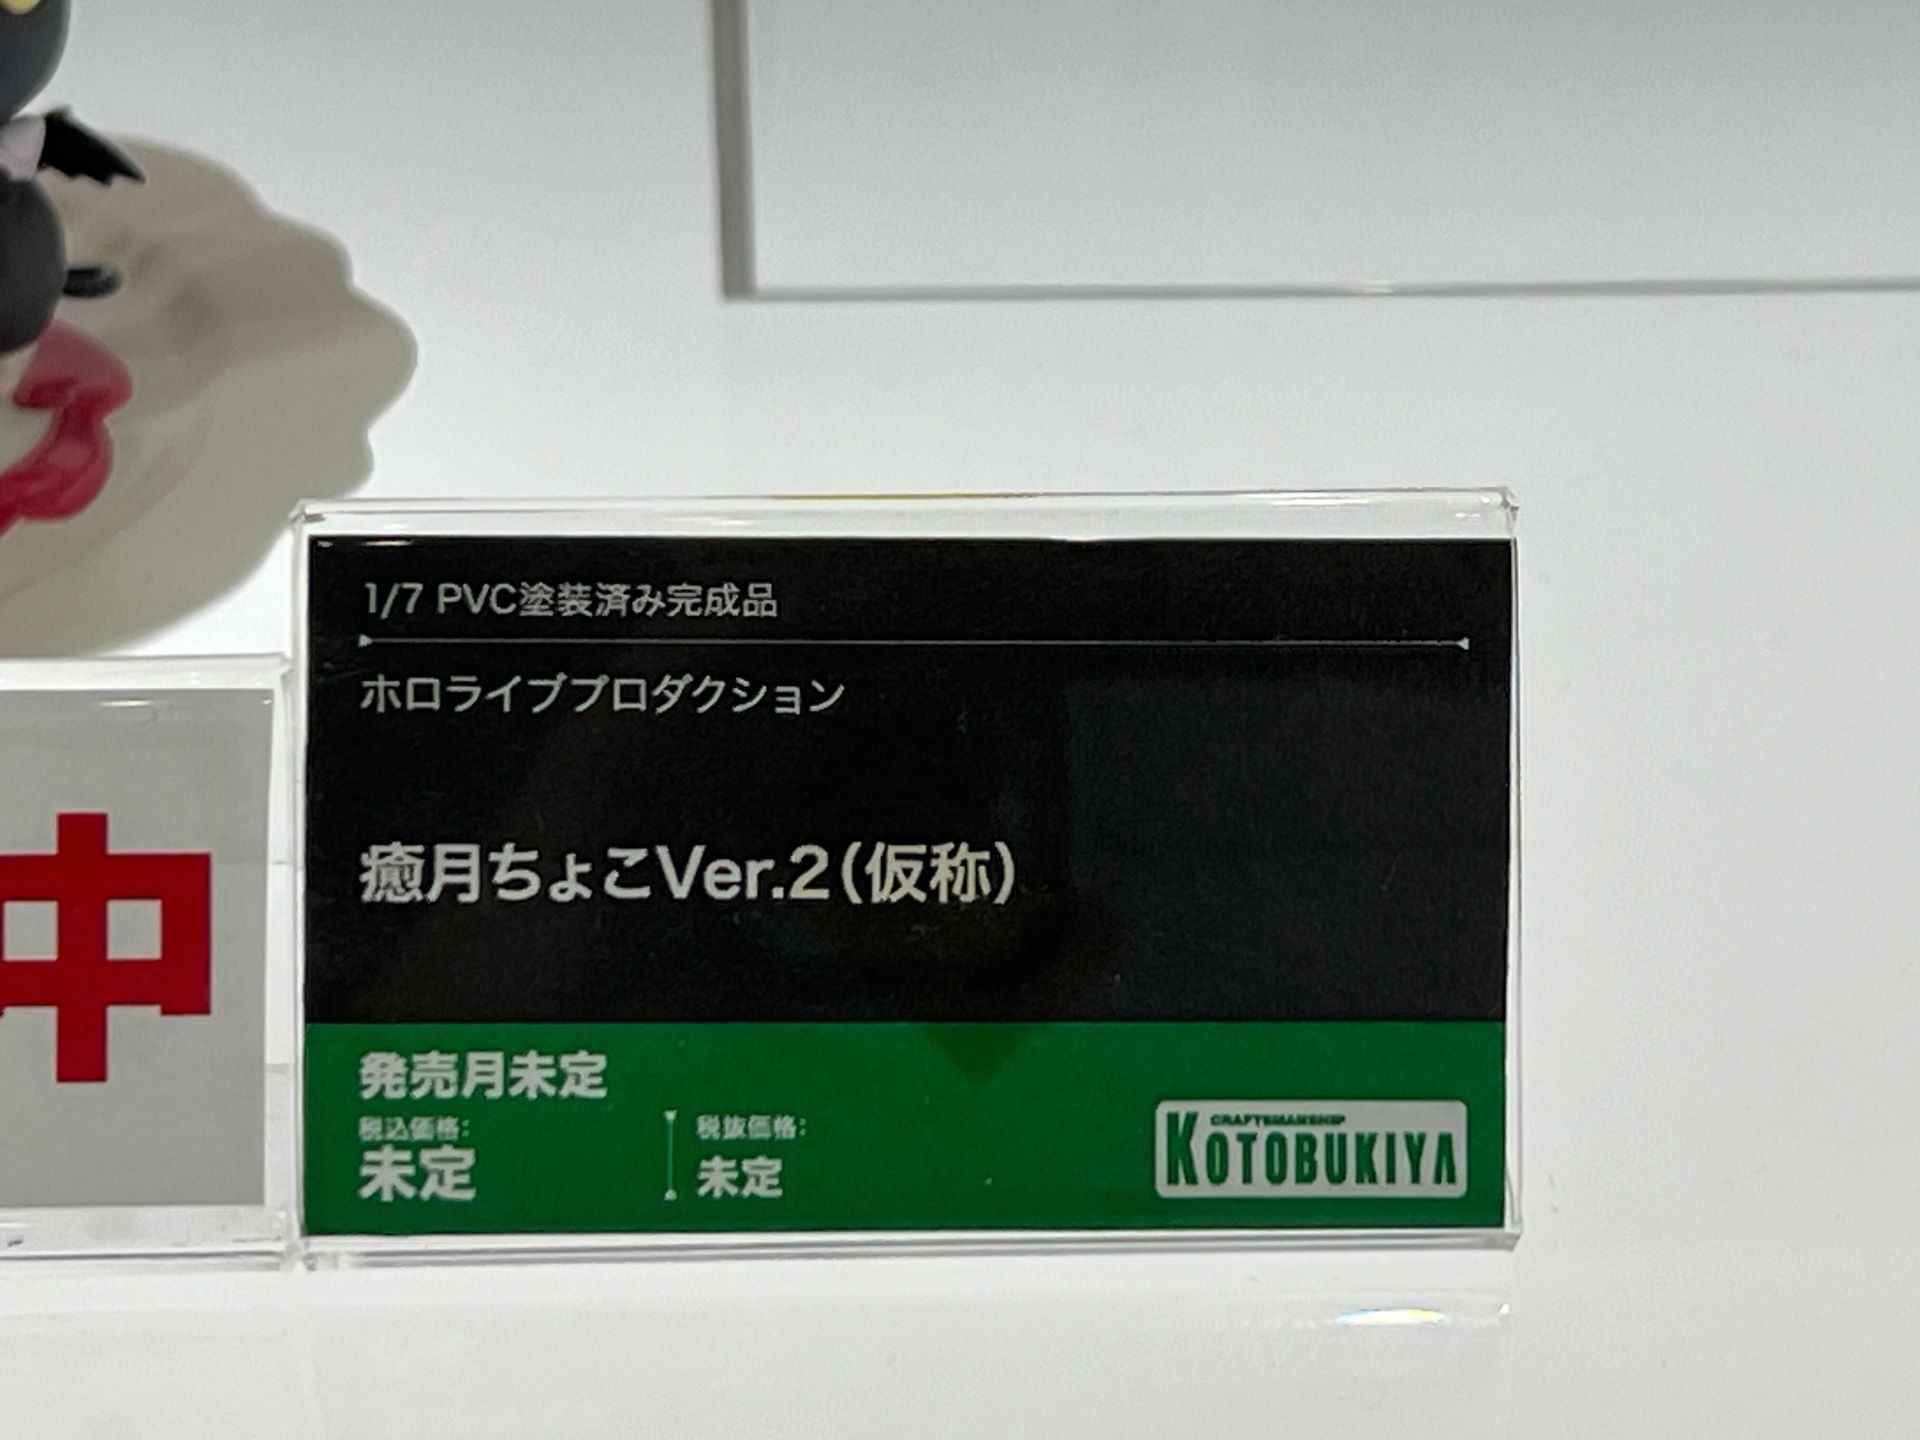 1/7 PVC塗装済み完成品
ホロライブプロダクション
癒月ちょこVer.2(仮称)
発売月未定
税込価格:
未定
税抜価格:
未定
CRAFTSMANSHIP
KOTOBUKIYA
中